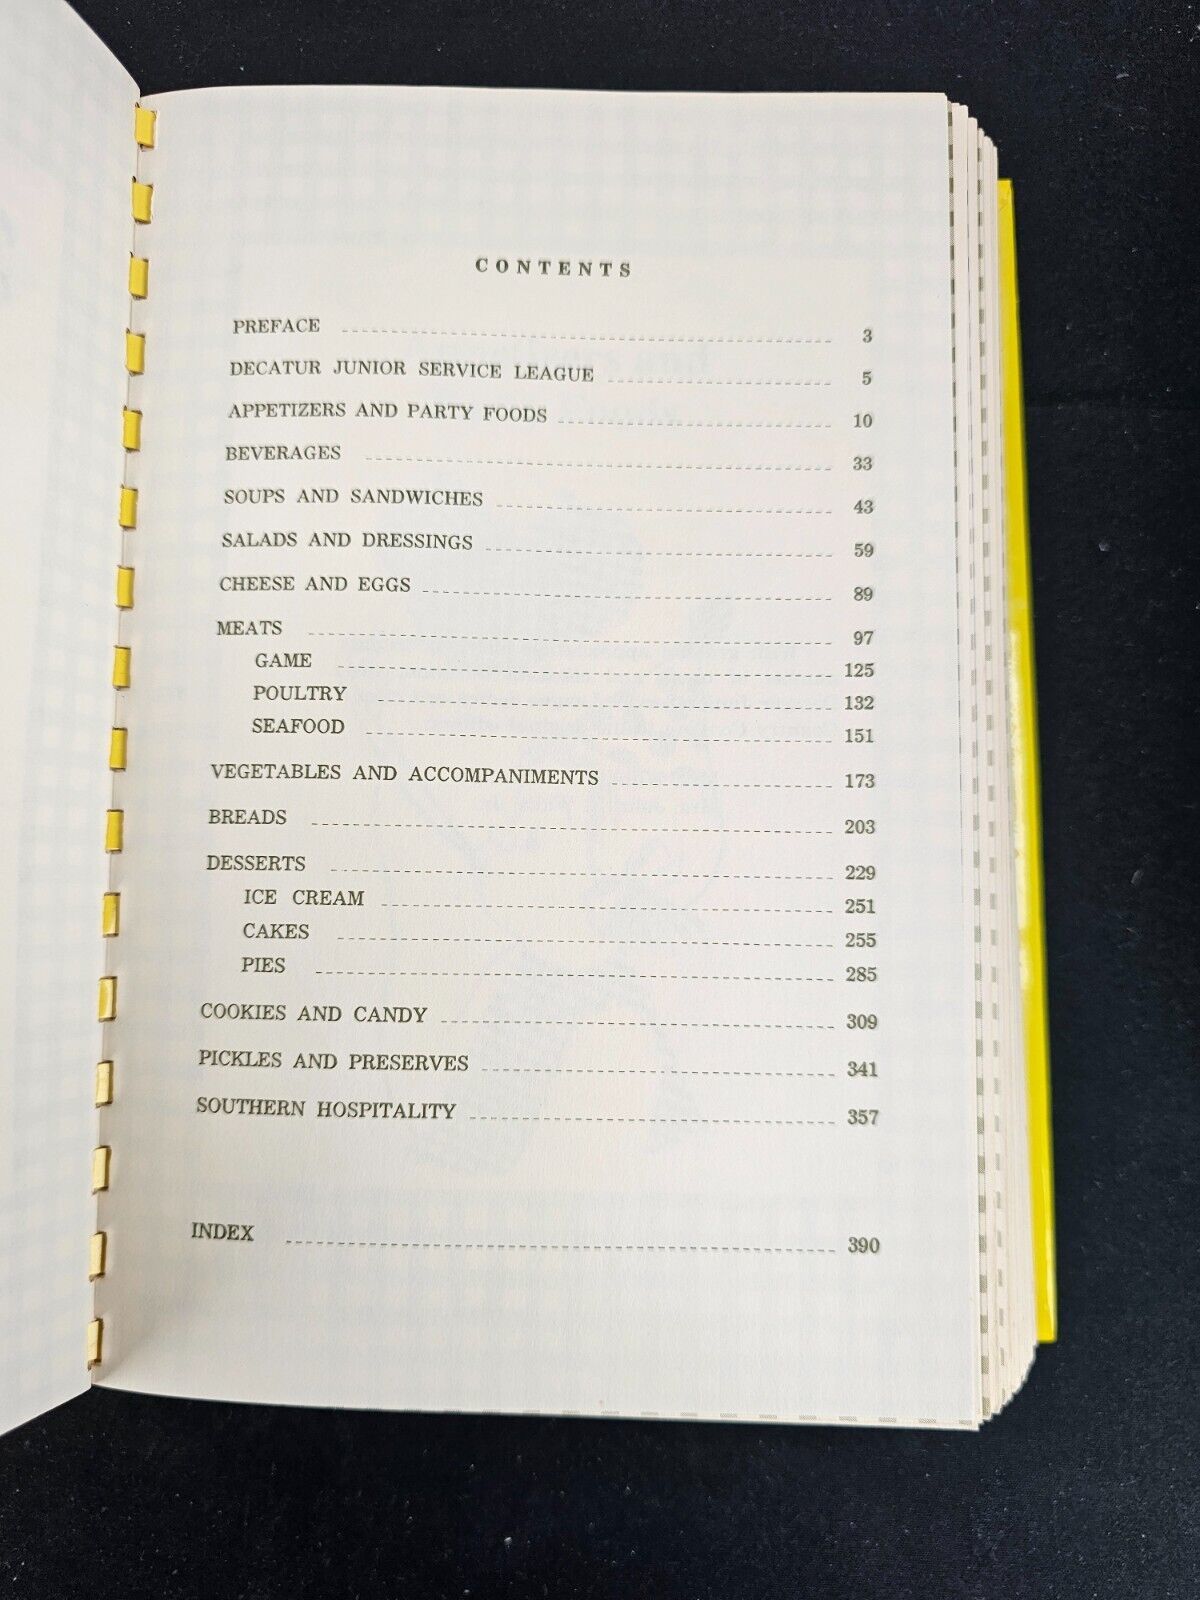 CONTENTS
PREFACE 3
DECATUR JUNIOR SERVICE LEAGUE 5
APPETIZERS AND PARTY FOODS 10
BEVERAGES 33
SOUPS AND SANDWICHES 43
SALADS AND DRESSINGS 59
CHEESE AND EGGS 89
MEATS 97
GAME 125
POULTRY 132
SEAFOOD 151
VEGETABLES AND ACCOMPANIMENTS 173
BREADS 203
DESSERTS 229
ICE CREAM 251
CAKES 255
PIES 285
COOKIES AND CANDY 309
PICKLES AND PRESERVES 341
SOUTHERN HOSPITALITY 357
INDEX 390